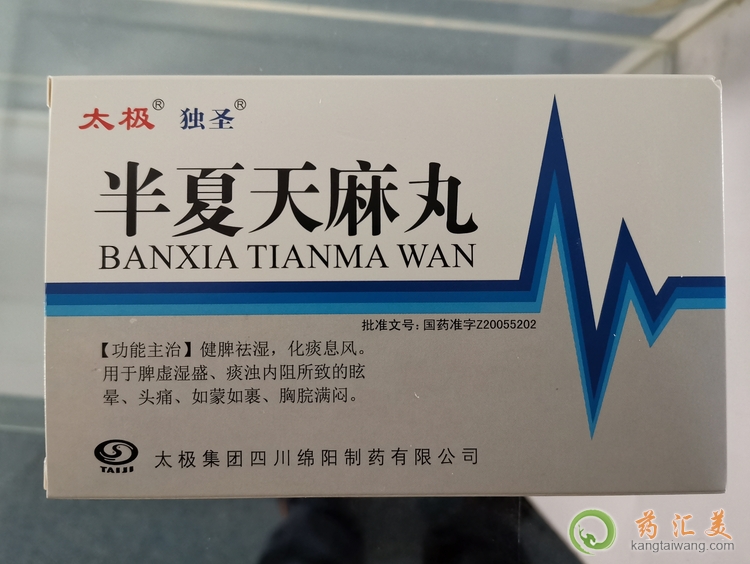 太极® 独圣®
半夏天麻丸
BANXIA TIANMA WAN
批准文号：国药准字Z20055202
【功能主治】健脾祛湿，化痰息风。
用于脾虚湿盛、痰浊内阻所致的眩
晕、头痛、如蒙如裹、胸脘满闷。
TAIJI
太极集团四川绵阳制药有限公司
药汇美
kangtaiwang.com